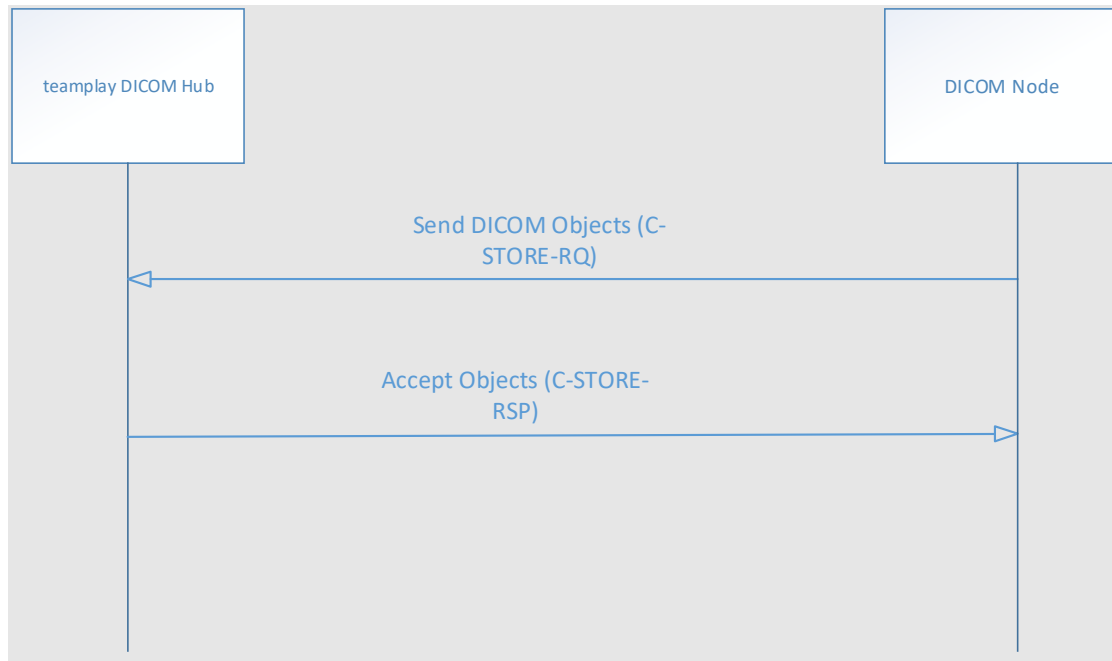 teamplay DICOM Hub
DICOM Node
Send DICOM Objects (C-
STORE-RQ)
Accept Objects (C-STORE-
RSP)